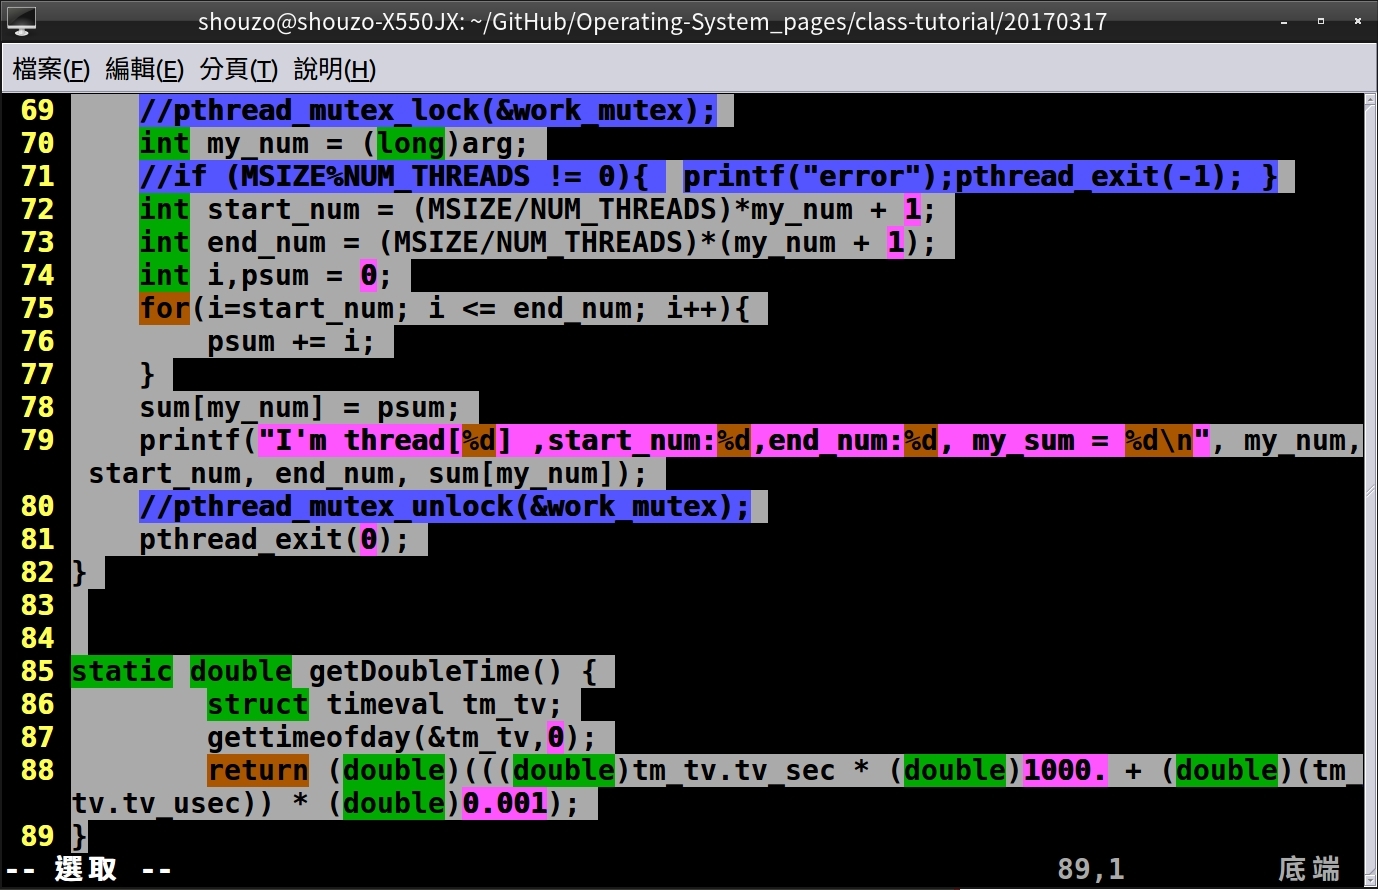 shouzo@shouzo-X550JX: ~/GitHub/Operating-System_pages/class-tutorial/20170317
檔案(F) 編輯(E) 分頁(T) 說明(H)
69 //pthread_mutex_lock(&work_mutex);
70 int my_num = (long)arg;
71 //if (MSIZE%NUM_THREADS != 0){  printf("error");pthread_exit(-1); }
72 int start_num = (MSIZE/NUM_THREADS)*my_num + 1;
73 int end_num = (MSIZE/NUM_THREADS)*(my_num + 1);
74 int i,psum = 0;
75 for(i=start_num; i <= end_num; i++){
76 psum += i;
77 }
78 sum[my_num] = psum;
79 printf("I'm thread[%d] ,start_num:%d,end_num:%d, my_sum = %d\n", my_num,
start_num, end_num, sum[my_num]);
80 //pthread_mutex_unlock(&work_mutex);
81 pthread_exit(0);
82 }
83
84
85 static double getDoubleTime() {
86 struct timeval tm_tv;
87 gettimeofday(&tm_tv,0);
88 return (double)(((double)tm_tv.tv_sec * (double)1000. + (double)(tm_
tv.tv_usec)) * (double)0.001);
89 }
-- 選取 -- 89,1 底端